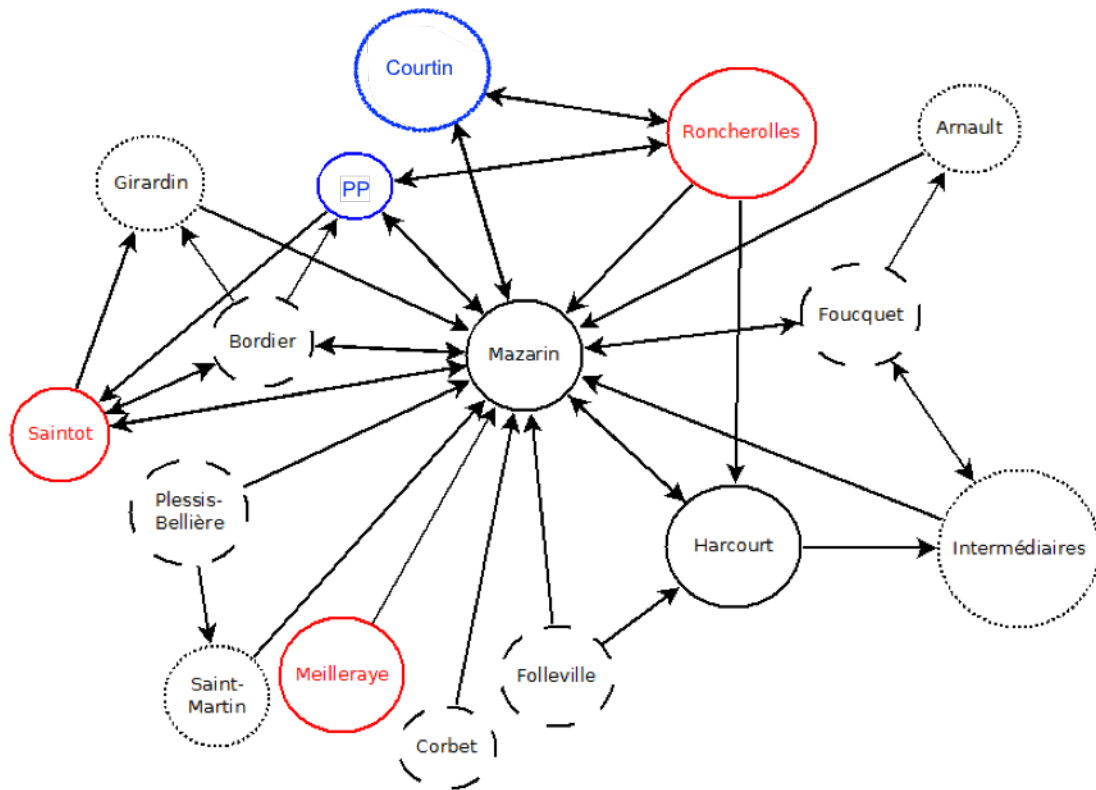 Courtin
Roncherolles
Arnault
Girardin
PP
Foucquet
Bordier
Mazarin
Saintot
Plessis-
Bellière
Harcourt
Intermédiaires
Saint-
Martin
Meilleraye
Folleville
Corbet